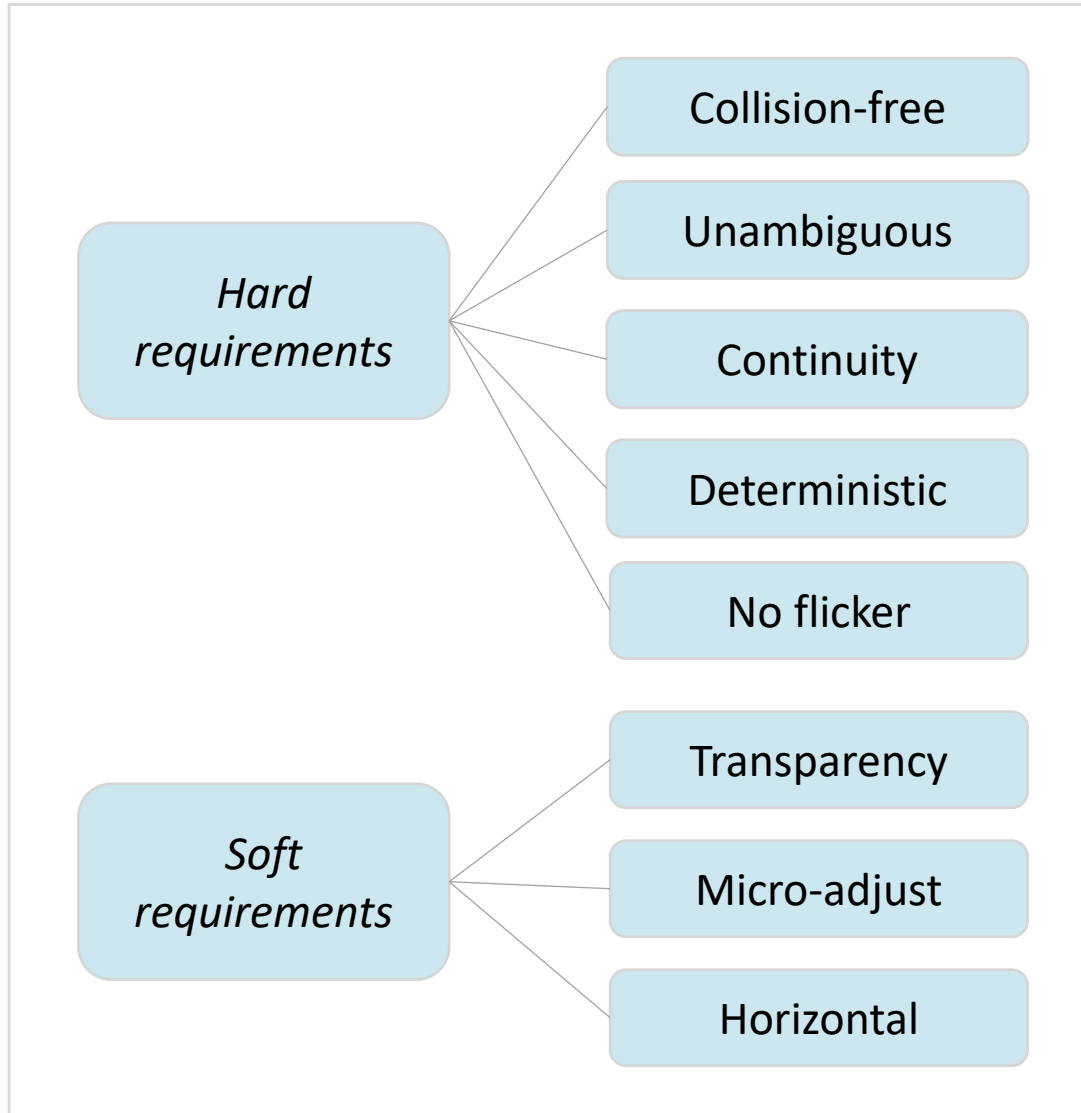 Hard
requirements
Collision-free
Unambiguous
Continuity
Deterministic
No flicker
Soft
requirements
Transparency
Micro-adjust
Horizontal